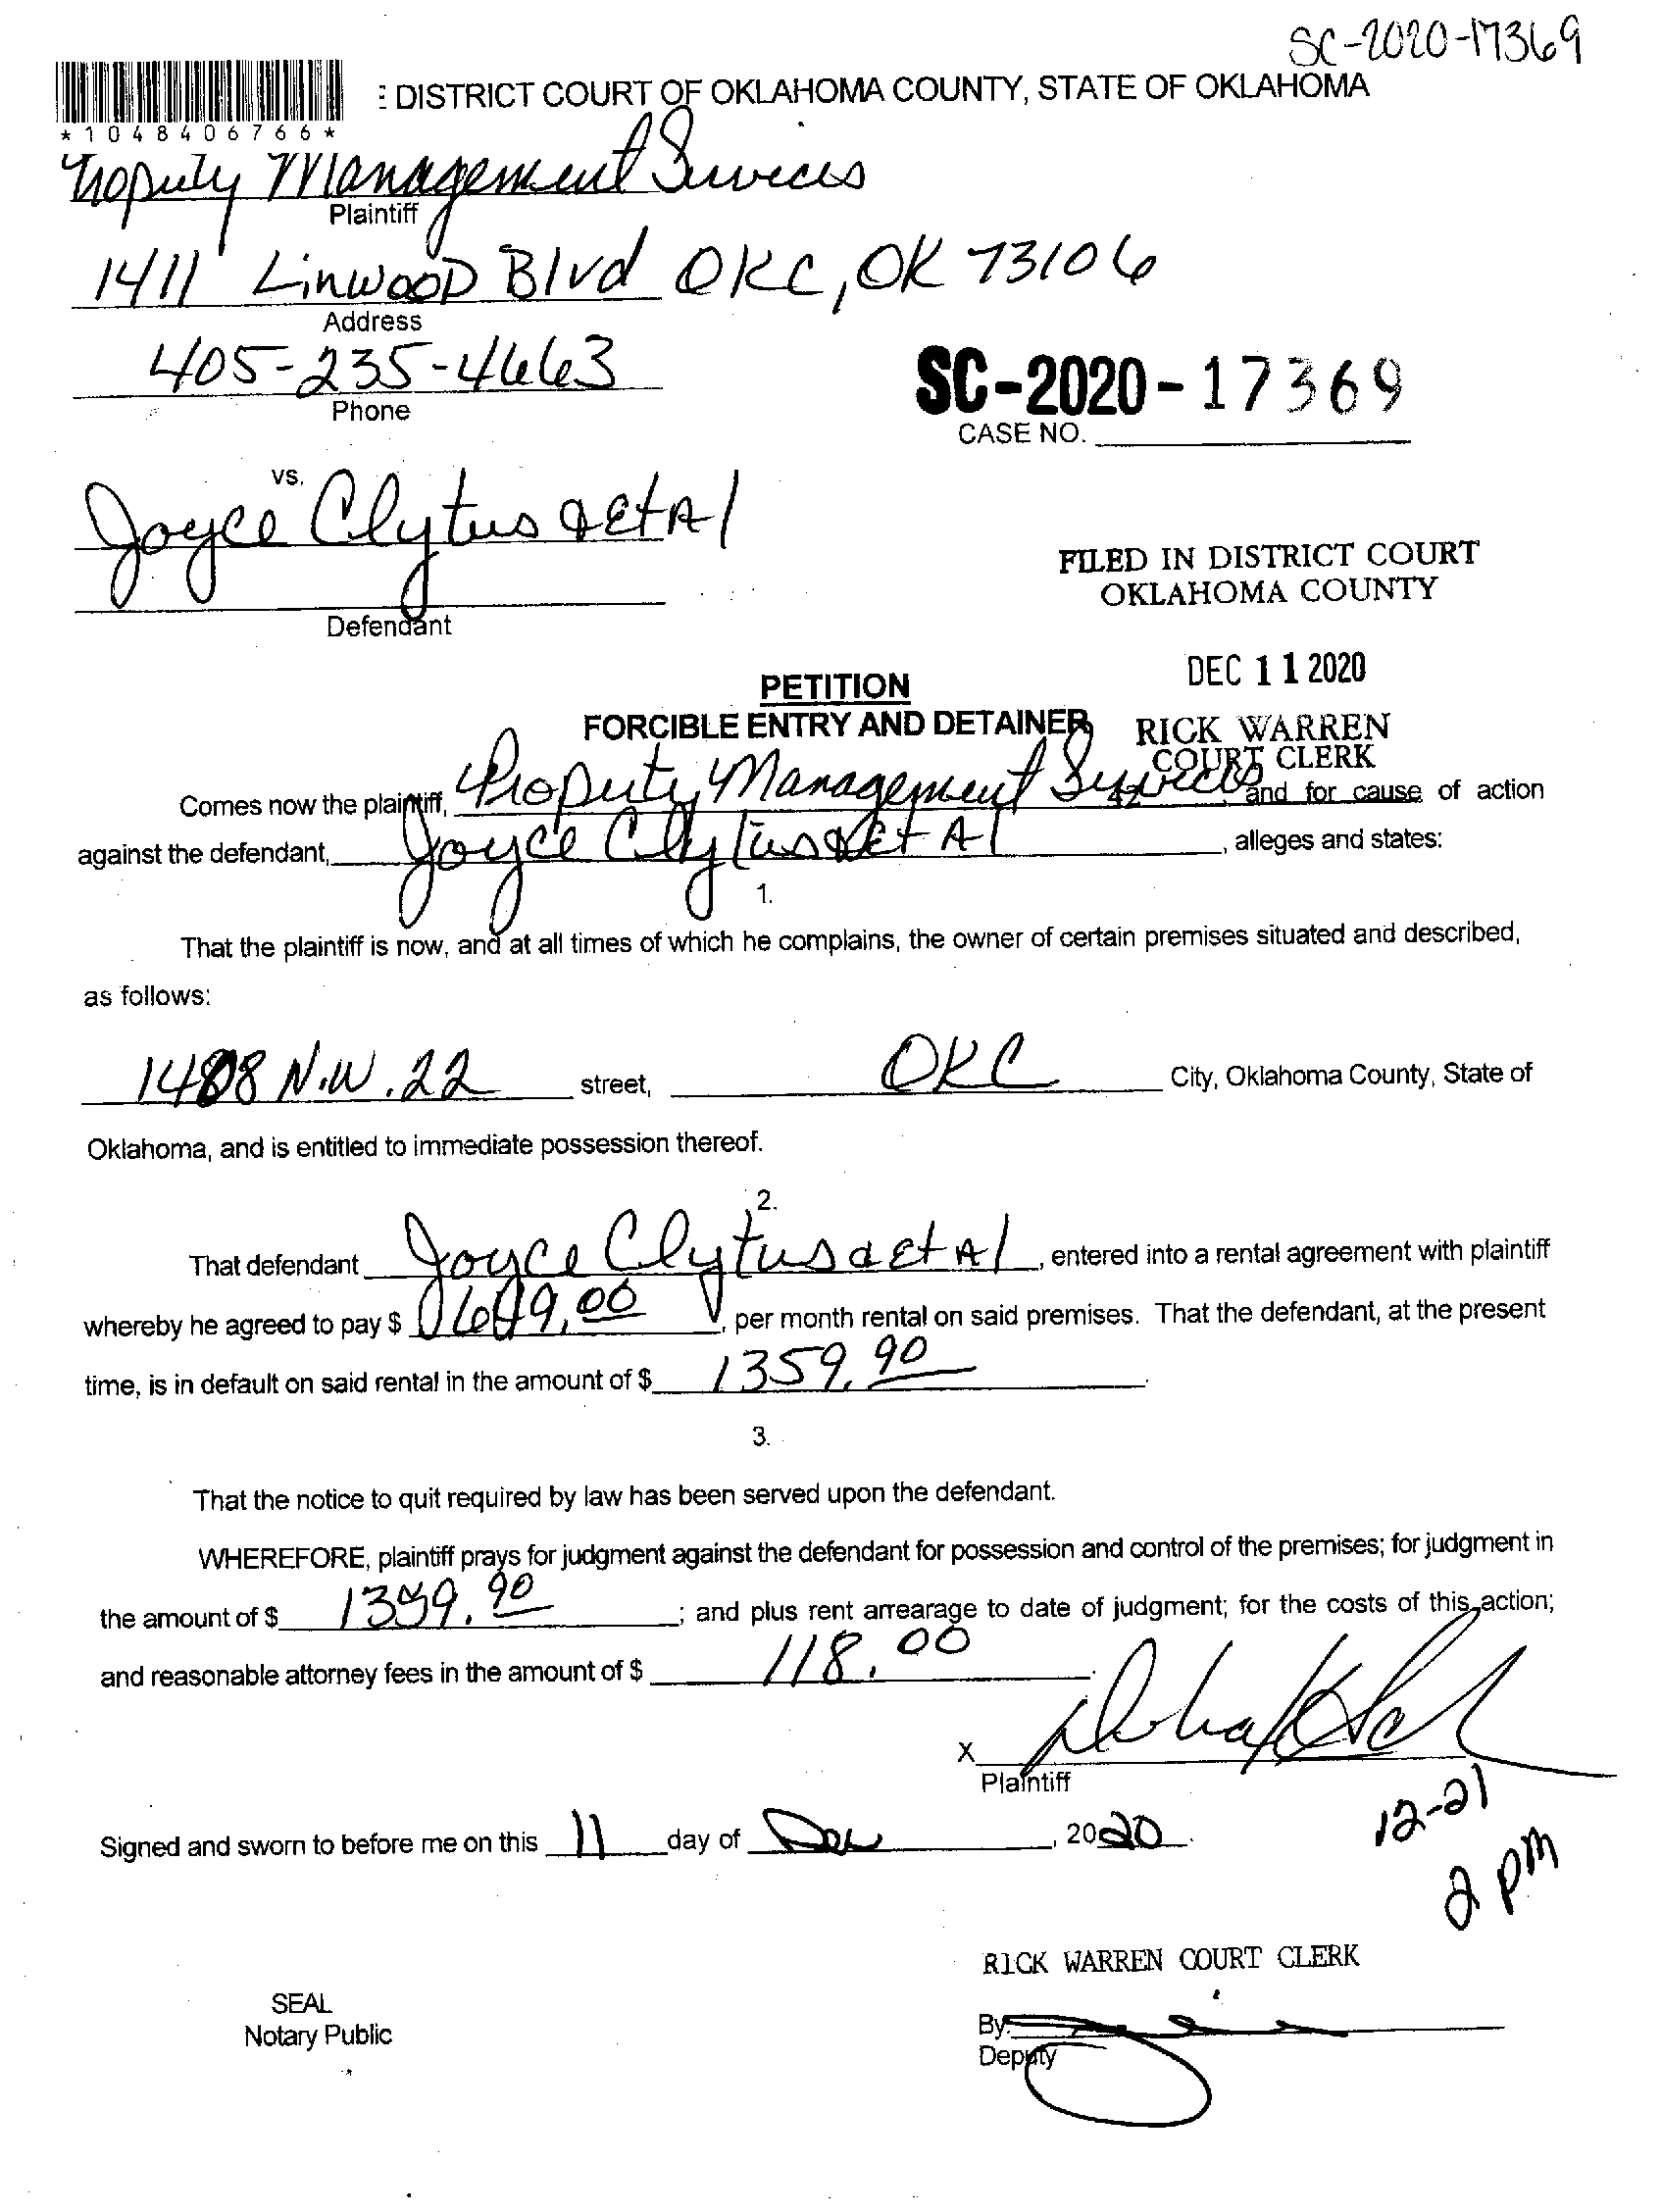 SC-2020-17369
: DISTRICT COURT OF OKLAHOMA COUNTY, STATE OF OKLAHOMA
*1048406766*
Property Management Services
Plaintiff
1411 Linwood Blvd OKC, OK 73106
Address
405-235-4663
Phone
SC-2020-17369
CASE NO.
vs.
Joyce Clytus & Et Al
Defendant
FILED IN DISTRICT COURT
OKLAHOMA COUNTY
DEC 11 2020
RICK WARREN
COURT CLERK
PETITION
FORCIBLE ENTRY AND DETAINER
Comes now the plaintiff, Property Management Services, and for cause of action
against the defendant, Joyce Clytus & Et Al, alleges and states:
1.
That the plaintiff is now, and at all times of which he complains, the owner of certain premises situated and described,
as follows:
N.W. 22 street, OKC City, Oklahoma County, State of
Oklahoma, and is entitled to immediate possession thereof.
2.
That defendant Joyce Clytus & Et Al, entered into a rental agreement with plaintiff
whereby he agreed to pay $ , per month rental on said premises. That the defendant, at the present
time, is in default on said rental in the amount of $ 1359.90.
3.
That the notice to quit required by law has been served upon the defendant.
WHEREFORE, plaintiff prays for judgment against the defendant for possession and control of the premises; for judgment in
the amount of $ 1359.90; and plus rent arrearage to date of judgment; for the costs of this action;
and reasonable attorney fees in the amount of $ 118.00.
X
Plaintiff
12-21
2 pm
Signed and sworn to before me on this 11 day of Dec, 2020.
RICK WARREN COURT CLERK
SEAL
Notary Public
By:
Deputy